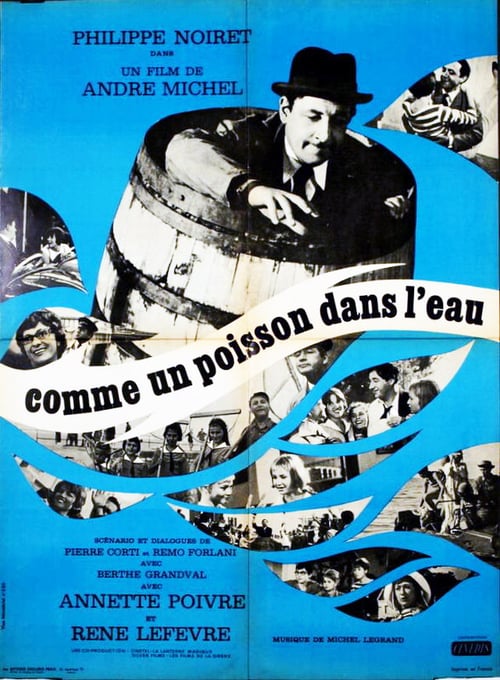 PHILIPPE NOIRET
DANS
UN FILM DE
ANDRE MICHEL
comme un poisson dans l'eau
SCÉNARIO ET DIALOGUES DE
PIERRE CORTI et REMO FORLANI
AVEC
BERTHE GRANDVAL
AVEC
ANNETTE POIVRE
ET
RENE LEFEVRE
MUSIQUE DE MICHEL LEGRAND